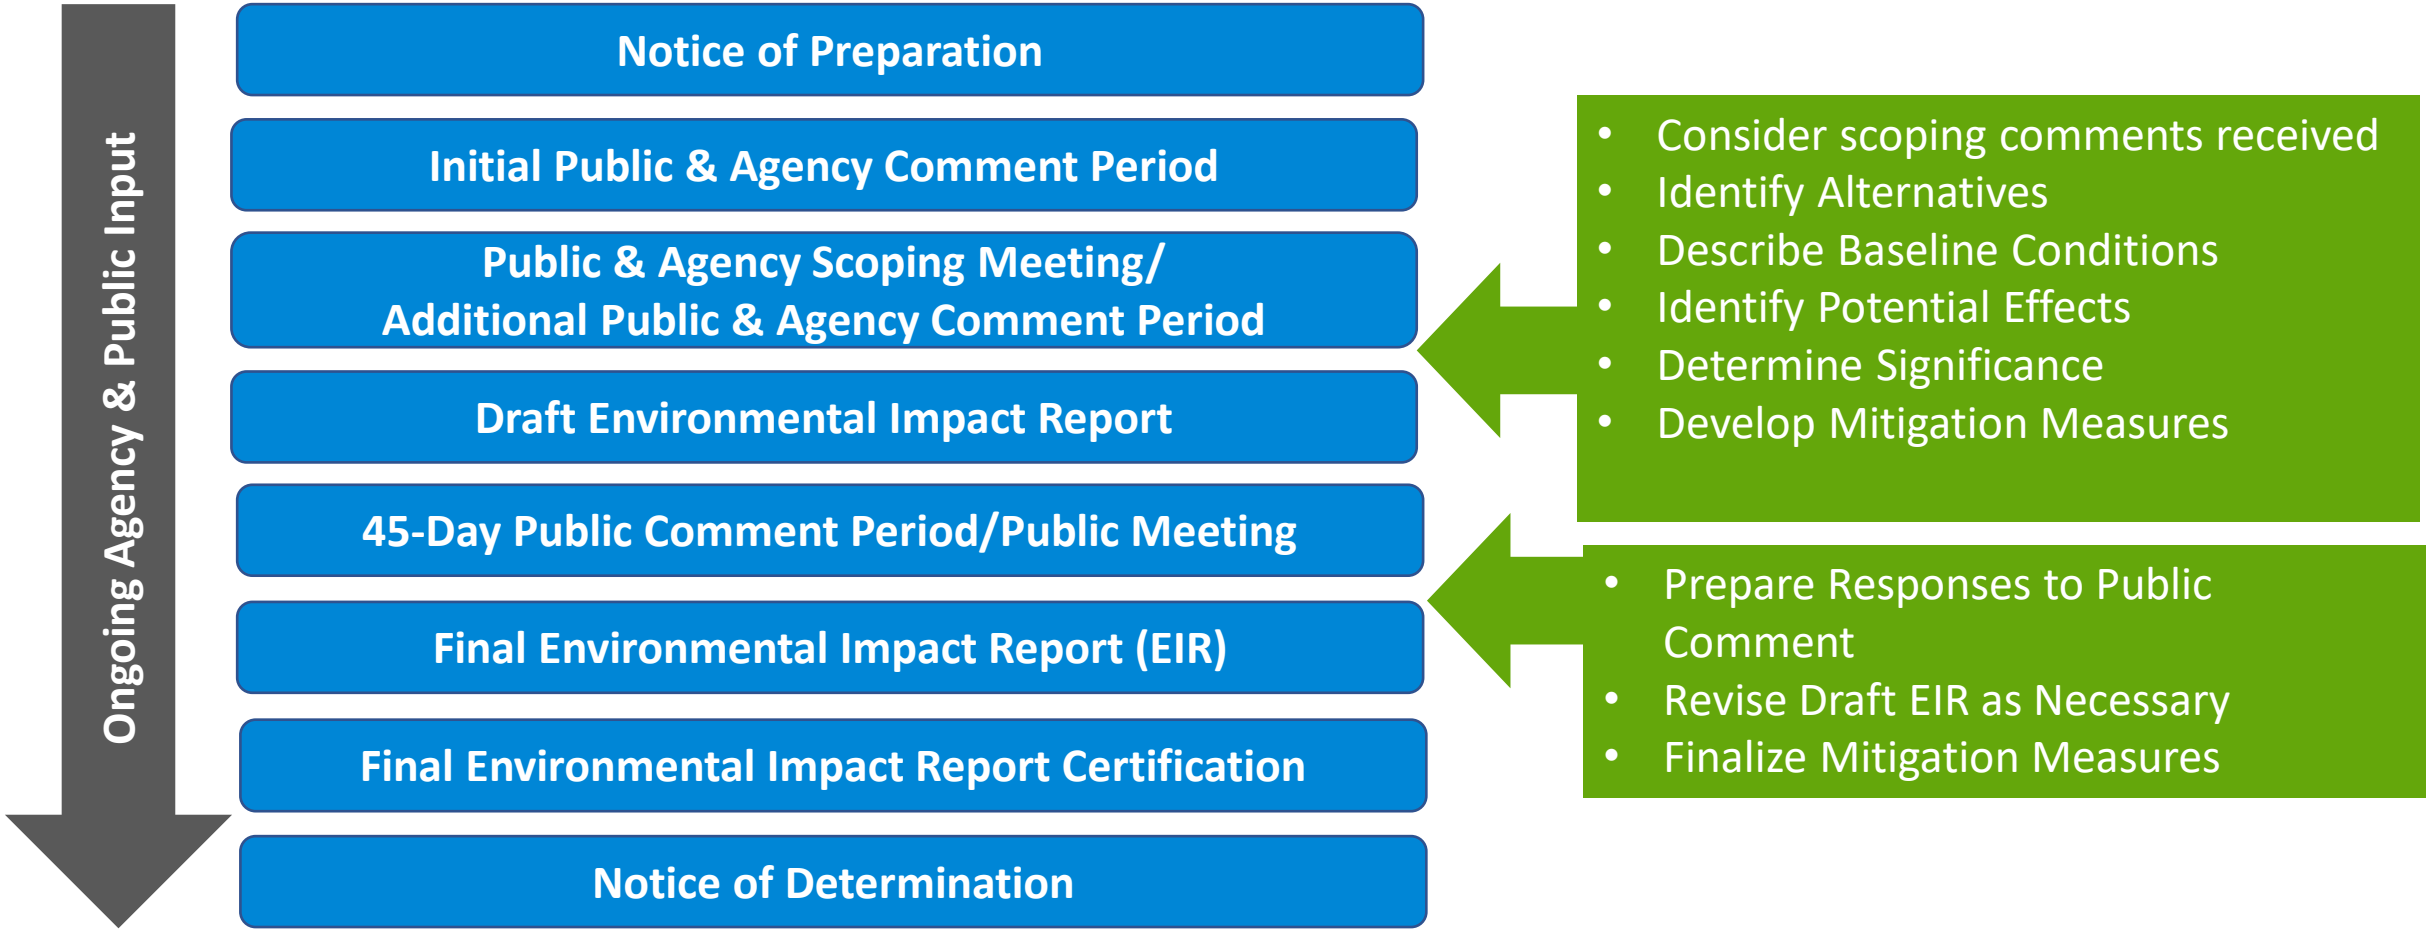 Ongoing Agency & Public Input
Notice of Preparation
Initial Public & Agency Comment Period
Public & Agency Scoping Meeting/
Additional Public & Agency Comment Period
Draft Environmental Impact Report
45-Day Public Comment Period/Public Meeting
Final Environmental Impact Report (EIR)
Final Environmental Impact Report Certification
Notice of Determination
• Consider scoping comments received
• Identify Alternatives
• Describe Baseline Conditions
• Identify Potential Effects
• Determine Significance
• Develop Mitigation Measures
• Prepare Responses to Public
Comment
• Revise Draft EIR as Necessary
• Finalize Mitigation Measures